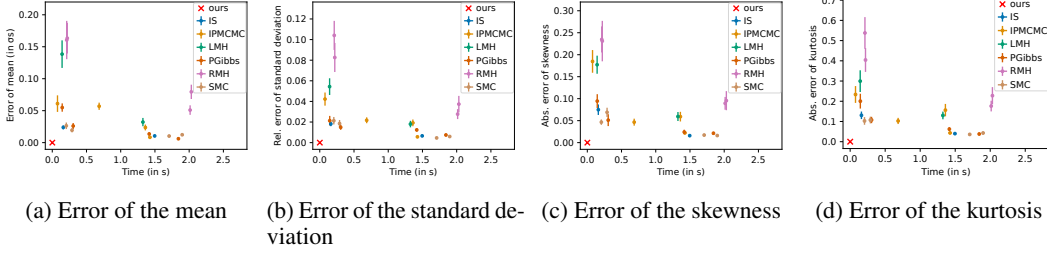 0.20
0.15
0.10
0.05
0.00
Error of mean (in σs)
0.0 0.5 1.0 1.5 2.0 2.5
Time (in s)
ours
IS
IPMCMC
LMH
PGibbs
RMH
SMC
(a) Error of the mean
0.12
0.10
0.08
0.06
0.04
0.02
0.00
Rel. error of standard deviation
0.0 0.5 1.0 1.5 2.0 2.5
Time (in s)
ours
IS
IPMCMC
LMH
PGibbs
RMH
SMC
(b) Error of the standard de-
viation
0.30
0.25
0.20
0.15
0.10
0.05
0.00
Abs. error of skewness
0.0 0.5 1.0 1.5 2.0 2.5
Time (in s)
ours
IS
IPMCMC
LMH
PGibbs
RMH
SMC
(c) Error of the skewness
0.7
0.6
0.5
0.4
0.3
0.2
0.1
0.0
Abs. error of kurtosis
0.0 0.5 1.0 1.5 2.0 2.5
Time (in s)
ours
IS
IPMCMC
LMH
PGibbs
RMH
SMC
(d) Error of the kurtosis